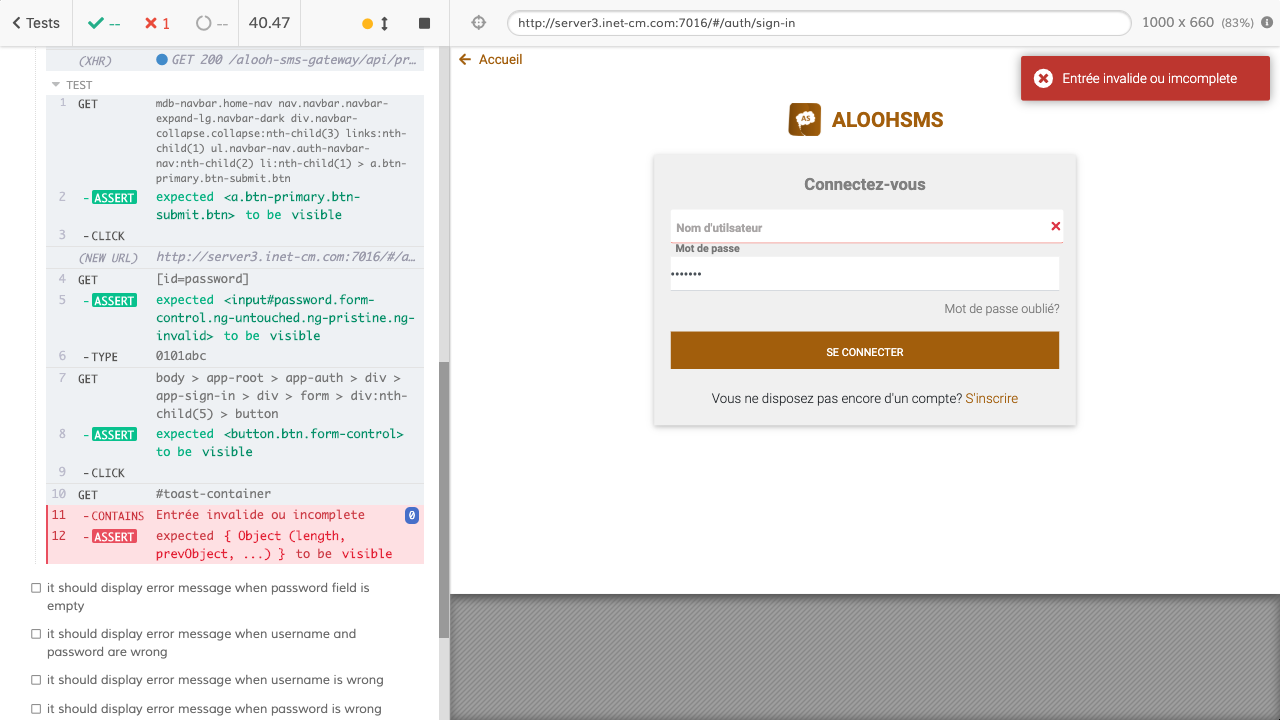 Tests
--
1
--
40.47
http://server3.inet-cm.com:7016/#/auth/sign-in
1000 x 660 (83%)
(XHR) GET 200 /alooh-sms-gateway/api/pr...
TEST
1 GET mdb-navbar.home-nav nav.navbar.navbar-
expand-lg.navbar-dark div.navbar-
collapse.collapse:nth-child(3) links:nth-
child(1) ul.navbar-nav.auth-navbar-
nav:nth-child(2) li:nth-child(1) > a.btn-
primary.btn-submit.btn
2 - ASSERT expected <a.btn-primary.btn-
submit.btn> to be visible
3 - CLICK
(NEW URL) http://server3.inet-cm.com:7016/#/a...
4 GET [id=password]
5 - ASSERT expected <input#password.form-
control.ng-untouched.ng-pristine.ng-
invalid> to be visible
6 - TYPE 0101abc
7 GET body > app-root > app-auth > div >
app-sign-in > div > form > div:nth-
child(5) > button
8 - ASSERT expected <button.btn.form-control>
to be visible
9 - CLICK
10 GET #toast-container
11 - CONTAINS Entrée invalide ou incomplete 0
12 - ASSERT expected { Object (length,
prevObject, ...) } to be visible
it should display error message when password field is
empty
it should display error message when username and
password are wrong
it should display error message when username is wrong
it should display error message when password is wrong
Accueil
Entrée invalide ou imcomplete
AS
ALOOHSMS
Connectez-vous
Nom d'utilsateur
Mot de passe
•••••••
Mot de passe oublié?
SE CONNECTER
Vous ne disposez pas encore d'un compte? S'inscrire